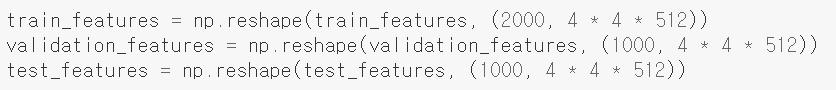 train_features = np.reshape(train_features, (2000, 4 * 4 * 512))
validation_features = np.reshape(validation_features, (1000, 4 * 4 * 512))
test_features = np.reshape(test_features, (1000, 4 * 4 * 512))